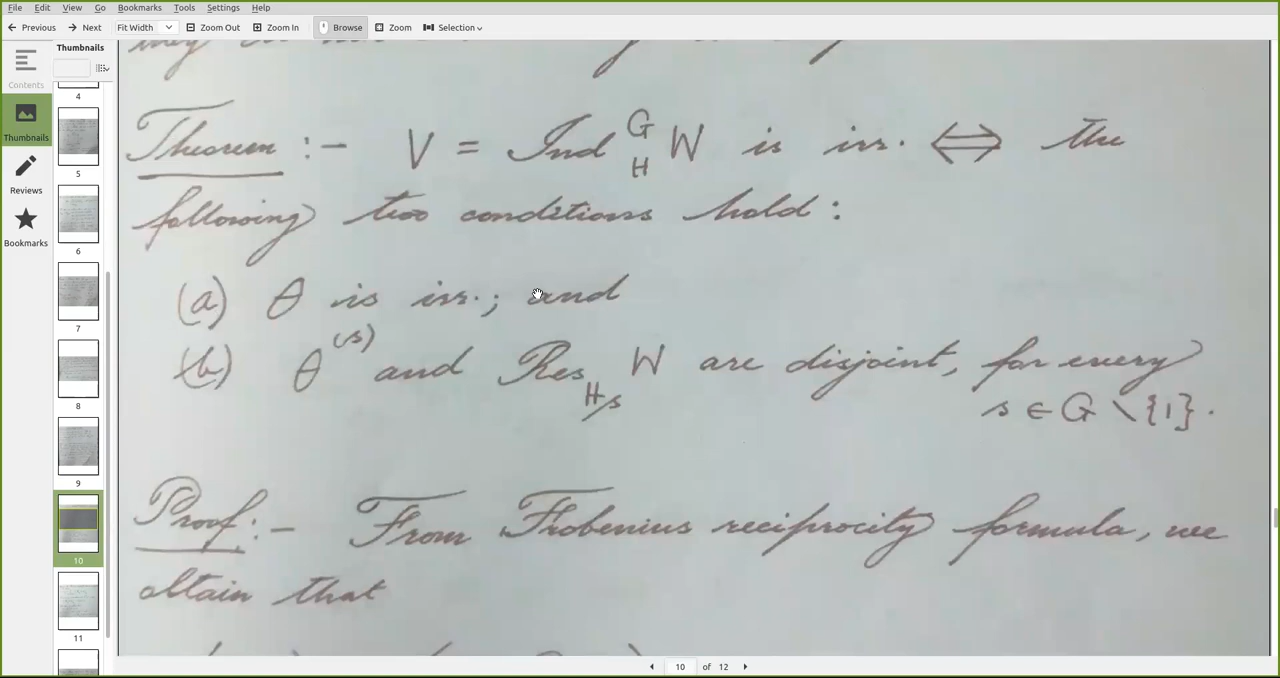 File Edit View Go Bookmarks Tools Settings Help
Previous Next Fit Width Zoom Out Zoom In Browse Zoom Selection
Thumbnails
Contents
Thumbnails
Reviews
Bookmarks
4
5
6
7
8
9
10
11
Theorem :- V = Ind_H^G W is irr. ⟺ the
following two conditions hold:
(a) θ is irr.; and
(b) θ^(s) and Res_{H_s} W are disjoint, for every
s ∈ G \ {1}.
Proof:- From Frobenius reciprocity formula, we
obtain that
10 of 12